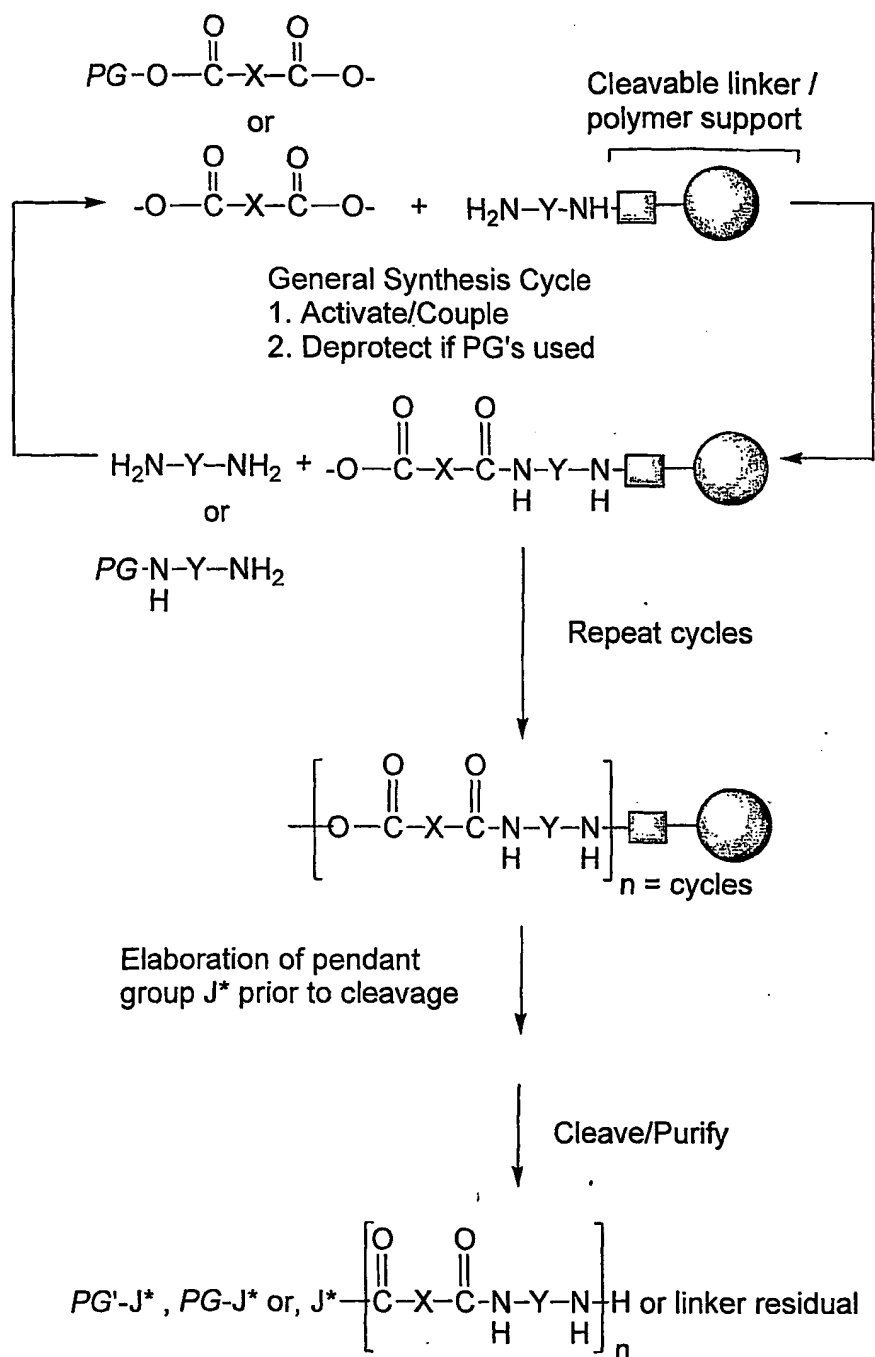 O O
PG-O-C-X-C-O-
or
Cleavable linker /
polymer support
O O
-O-C-X-C-O- + H₂N-Y-NH
General Synthesis Cycle
1. Activate/Couple
2. Deprotect if PG's used
O O
H₂N-Y-NH₂ + -O-C-X-C-N-Y-N
H H
or
PG-N-Y-NH₂
H
Repeat cycles
O O
O-C-X-C-N-Y-N
H H
n = cycles
Elaboration of pendant
group J* prior to cleavage
Cleave/Purify
O O
PG'-J* , PG-J* or, J*-C-X-C-N-Y-N-H or linker residual
H H
n